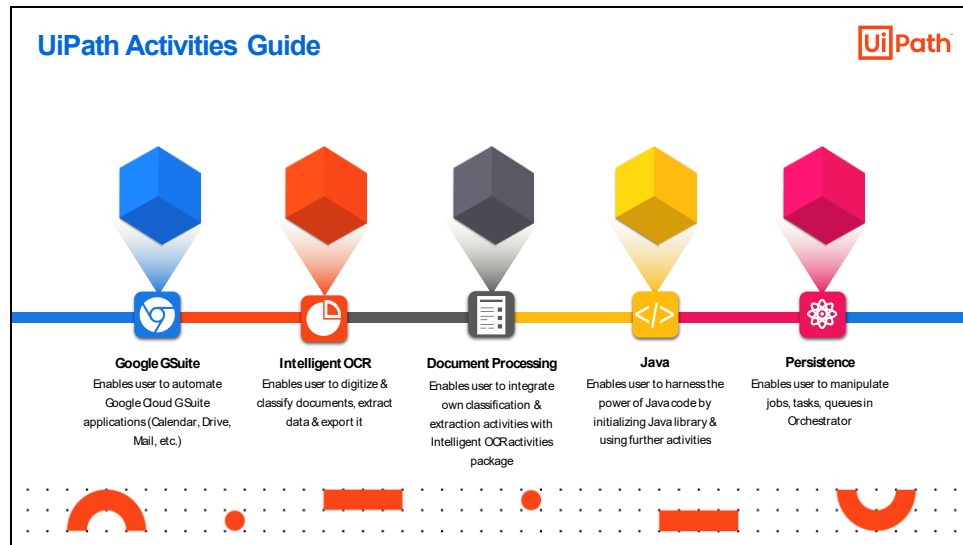 UiPath Activities Guide
UiPath
Google GSuite
Enables user to automate
Google Cloud GSuite
applications (Calendar, Drive,
Mail, etc.)
Intelligent OCR
Enables user to digitize &
classify documents, extract
data & export it
Document Processing
Enables user to integrate
own classification &
extraction activities with
Intelligent OCR activities
package
</>
Java
Enables user to harness the
power of Java code by
initializing Java library &
using further activities
Persistence
Enables user to manipulate
jobs, tasks, queues in
Orchestrator